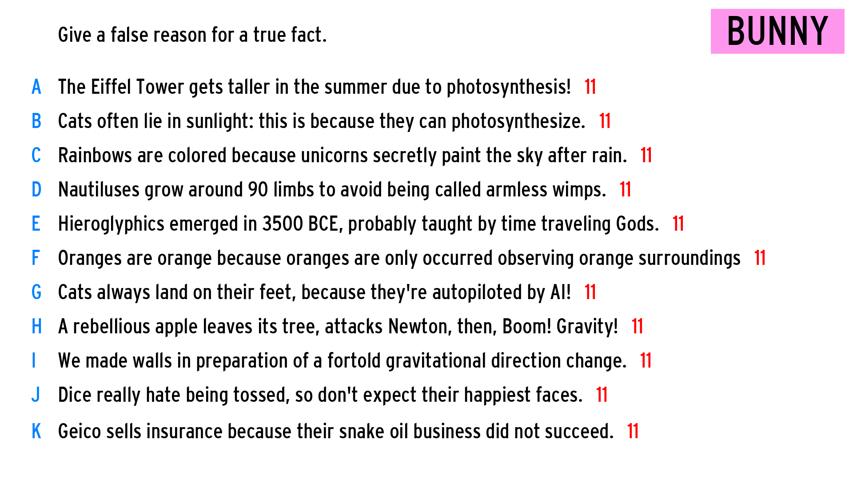 Give a false reason for a true fact.
BUNNY
A The Eiffel Tower gets taller in the summer due to photosynthesis! 11
B Cats often lie in sunlight: this is because they can photosynthesize. 11
C Rainbows are colored because unicorns secretly paint the sky after rain. 11
D Nautiluses grow around 90 limbs to avoid being called armless wimps. 11
E Hieroglyphics emerged in 3500 BCE, probably taught by time traveling Gods. 11
F Oranges are orange because oranges are only occurred observing orange surroundings 11
G Cats always land on their feet, because they're autopiloted by AI! 11
H A rebellious apple leaves its tree, attacks Newton, then, Boom! Gravity! 11
I We made walls in preparation of a fortold gravitational direction change. 11
J Dice really hate being tossed, so don't expect their happiest faces. 11
K Geico sells insurance because their snake oil business did not succeed. 11